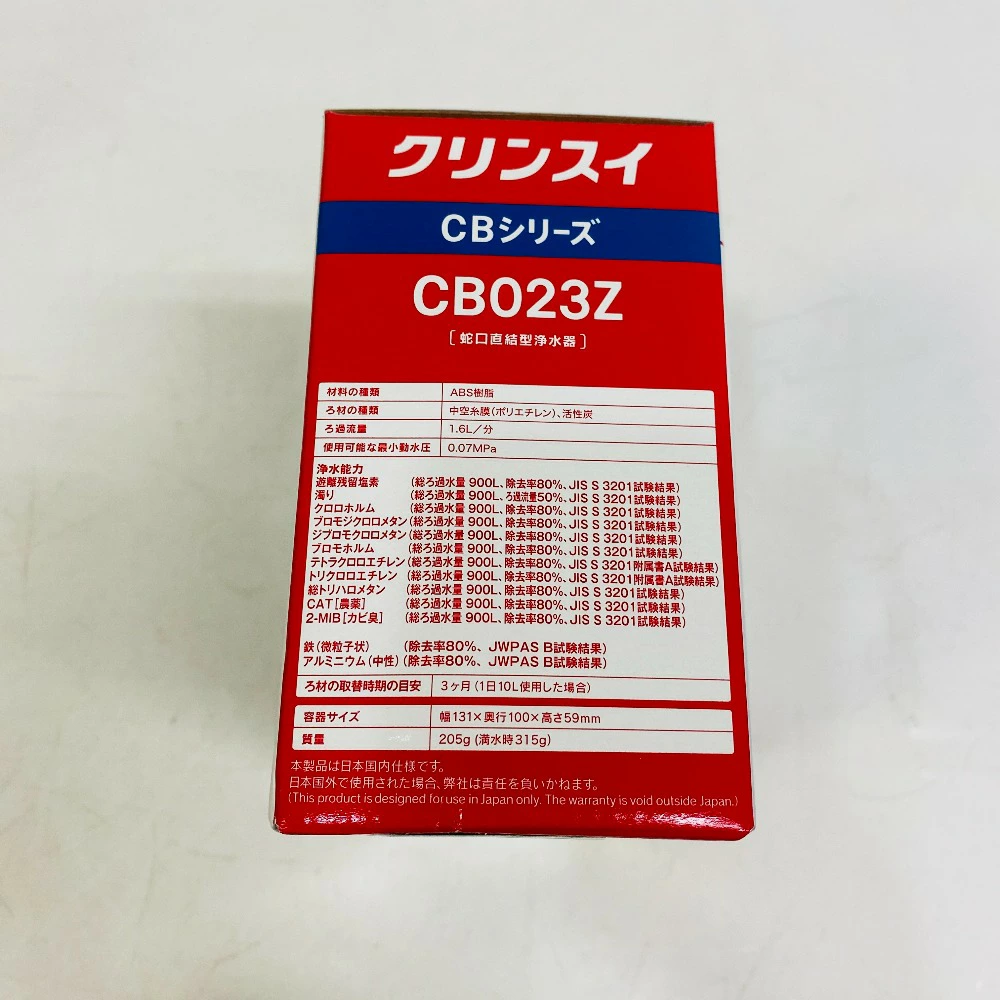 クリンスイ
CBシリーズ
CB023Z
[蛇口直結型浄水器]
材料の種類 ABS樹脂
ろ材の種類 中空糸膜(ポリエチレン)、活性炭
ろ過流量 1.6L/分
使用可能な最小動水圧 0.07MPa
浄水能力
遊離残留塩素 (総ろ過水量 900L、除去率80%、JIS S 3201試験結果)
濁り (総ろ過水量 900L、ろ過流量50%、JIS S 3201試験結果)
クロロホルム (総ろ過水量 900L、除去率80%、JIS S 3201試験結果)
ブロモジクロロメタン(総ろ過水量 900L、除去率80%、JIS S 3201試験結果)
ジブロモクロロメタン(総ろ過水量 900L、除去率80%、JIS S 3201試験結果)
ブロモホルム (総ろ過水量 900L、除去率80%、JIS S 3201試験結果)
テトラクロロエチレン(総ろ過水量 900L、除去率80%、JIS S 3201附属書A試験結果)
トリクロロエチレン (総ろ過水量 900L、除去率80%、JIS S 3201附属書A試験結果)
総トリハロメタン (総ろ過水量 900L、除去率80%、JIS S 3201試験結果)
CAT[農薬] (総ろ過水量 900L、除去率80%、JIS S 3201試験結果)
2-MIB[カビ臭] (総ろ過水量 900L、除去率80%、JIS S 3201試験結果)
鉄(微粒子状) (除去率80%、JWPAS B試験結果)
アルミニウム(中性) (除去率80%、JWPAS B試験結果)
ろ材の取替時期の目安 3ヶ月(1日10L使用した場合)
容器サイズ 幅131×奥行100×高さ59mm
質量 205g (満水時315g)
本製品は日本国内仕様です。
日本国外で使用された場合、弊社は責任を負いかねます。
(This product is designed for use in Japan only. The warranty is void outside Japan.)